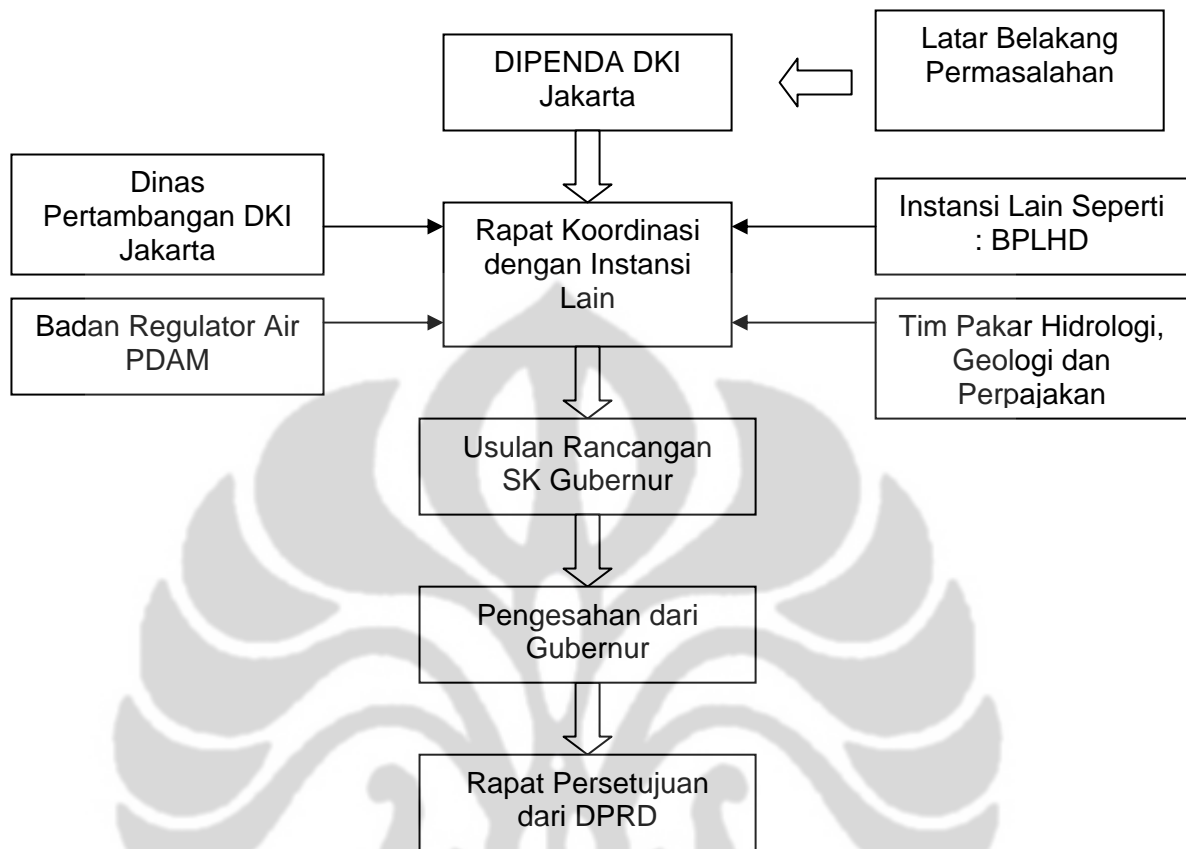 DIPENDA DKI
Jakarta
Latar Belakang
Permasalahan
Dinas
Pertambangan DKI
Jakarta
Rapat Koordinasi
dengan Instansi
Lain
Instansi Lain Seperti
: BPLHD
Badan Regulator Air
PDAM
Tim Pakar Hidrologi,
Geologi dan
Perpajakan
Usulan Rancangan
SK Gubernur
Pengesahan dari
Gubernur
Rapat Persetujuan
dari DPRD